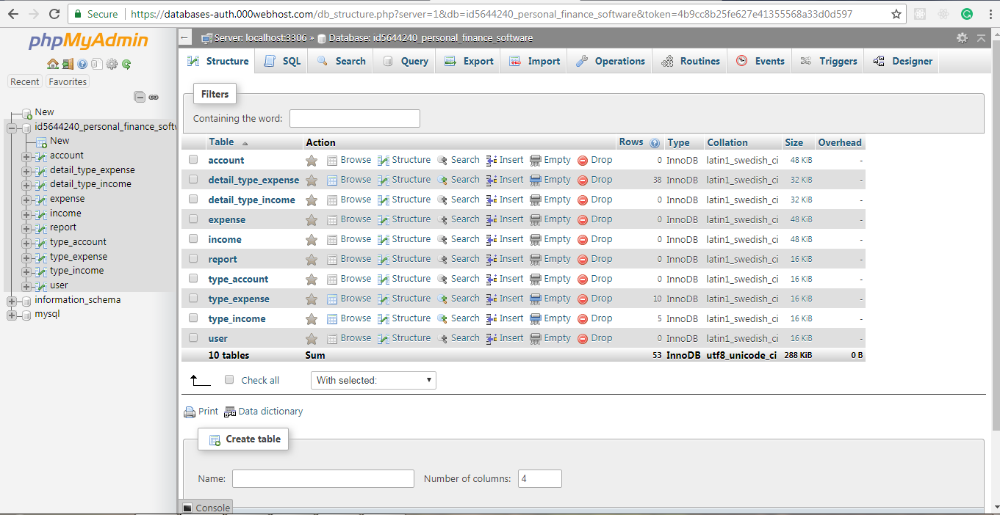 Secure https://databases-auth.000webhost.com/db_structure.php?server=1&db=id5644240_personal_finance_software&token=4b9cc8b25fe627e41355568a33d0d597
phpMyAdmin
Recent Favorites
New
id5644240_personal_finance_soft
New
account
detail_type_expense
detail_type_income
expense
income
report
type_account
type_expense
type_income
user
information_schema
mysql
Server: localhost:3306 » Database: id5644240_personal_finance_software
Structure SQL Search Query Export Import Operations Routines Events Triggers Designer
Filters
Containing the word:
Table Action Rows Type Collation Size Overhead
account Browse Structure Search Insert Empty Drop 0 InnoDB latin1_swedish_ci 48 KiB -
detail_type_expense Browse Structure Search Insert Empty Drop 38 InnoDB latin1_swedish_ci 32 KiB -
detail_type_income Browse Structure Search Insert Empty Drop 0 InnoDB latin1_swedish_ci 32 KiB -
expense Browse Structure Search Insert Empty Drop 0 InnoDB latin1_swedish_ci 48 KiB -
income Browse Structure Search Insert Empty Drop 0 InnoDB latin1_swedish_ci 48 KiB -
report Browse Structure Search Insert Empty Drop 0 InnoDB latin1_swedish_ci 16 KiB -
type_account Browse Structure Search Insert Empty Drop 0 InnoDB latin1_swedish_ci 16 KiB -
type_expense Browse Structure Search Insert Empty Drop 10 InnoDB latin1_swedish_ci 16 KiB -
type_income Browse Structure Search Insert Empty Drop 5 InnoDB latin1_swedish_ci 16 KiB -
user Browse Structure Search Insert Empty Drop 0 InnoDB latin1_swedish_ci 16 KiB -
10 tables Sum 53 InnoDB utf8_unicode_ci 288 KiB 0 B
Check all With selected:
Print Data dictionary
Create table
Name: Number of columns: 4
Console